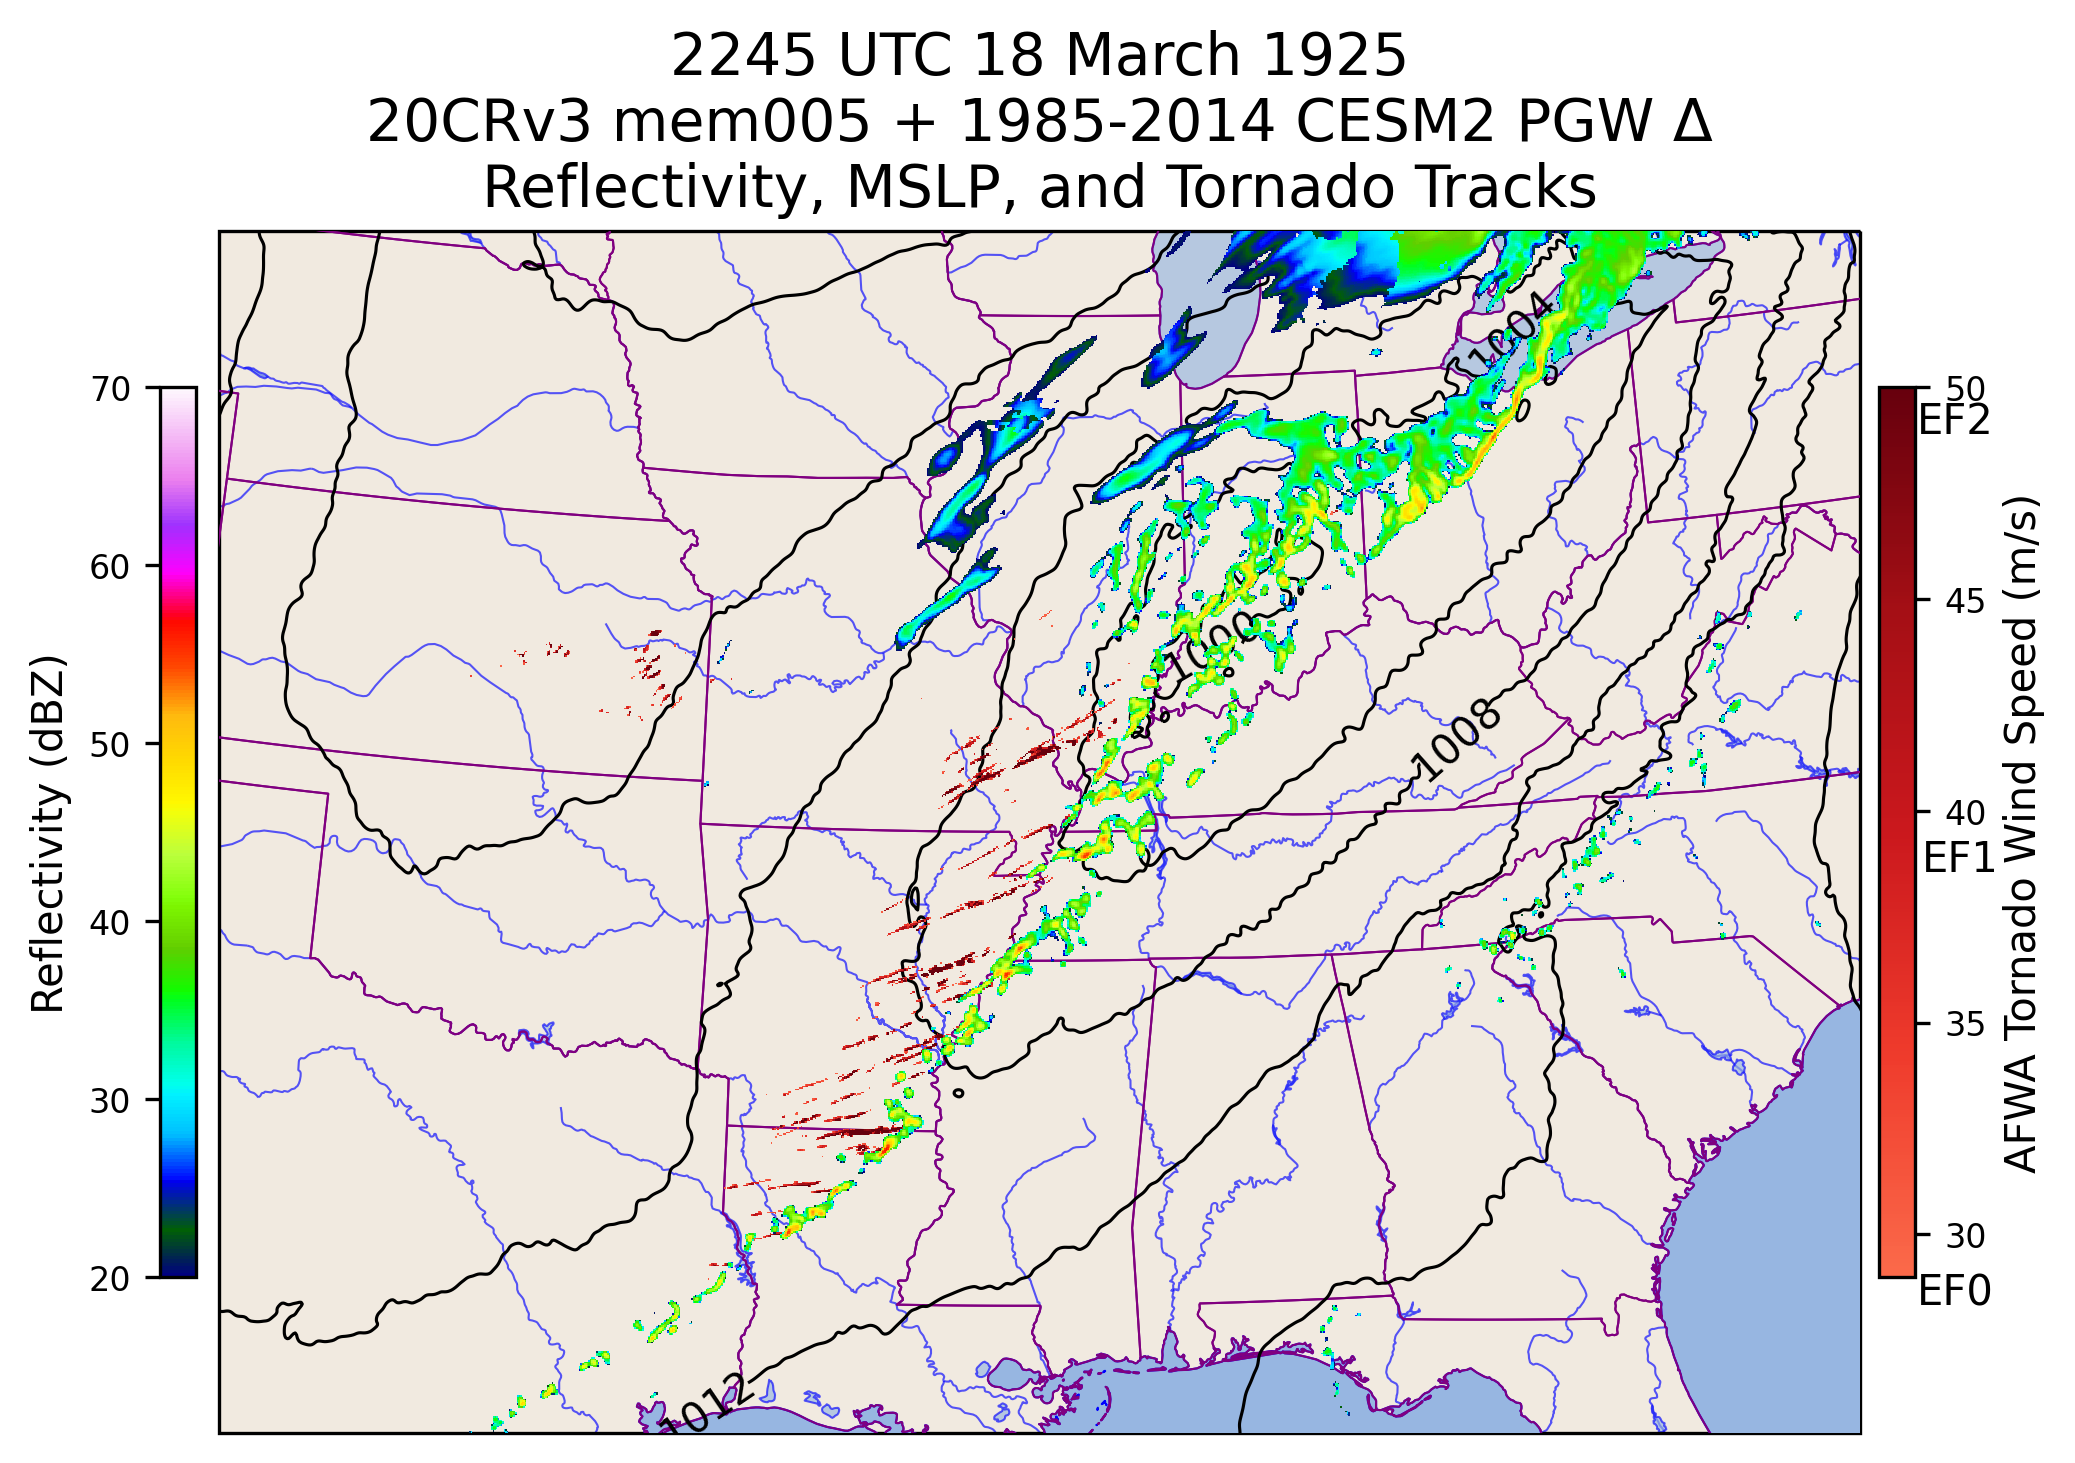 2245 UTC 18 March 1925
20CRv3 mem005 + 1985-2014 CESM2 PGW Δ
Reflectivity, MSLP, and Tornado Tracks
Reflectivity (dBZ)
70
60
50
40
30
20
1004
1000
1008
1012
50
EF2
45
40
EF1
35
30
EF0
AFWA Tornado Wind Speed (m/s)